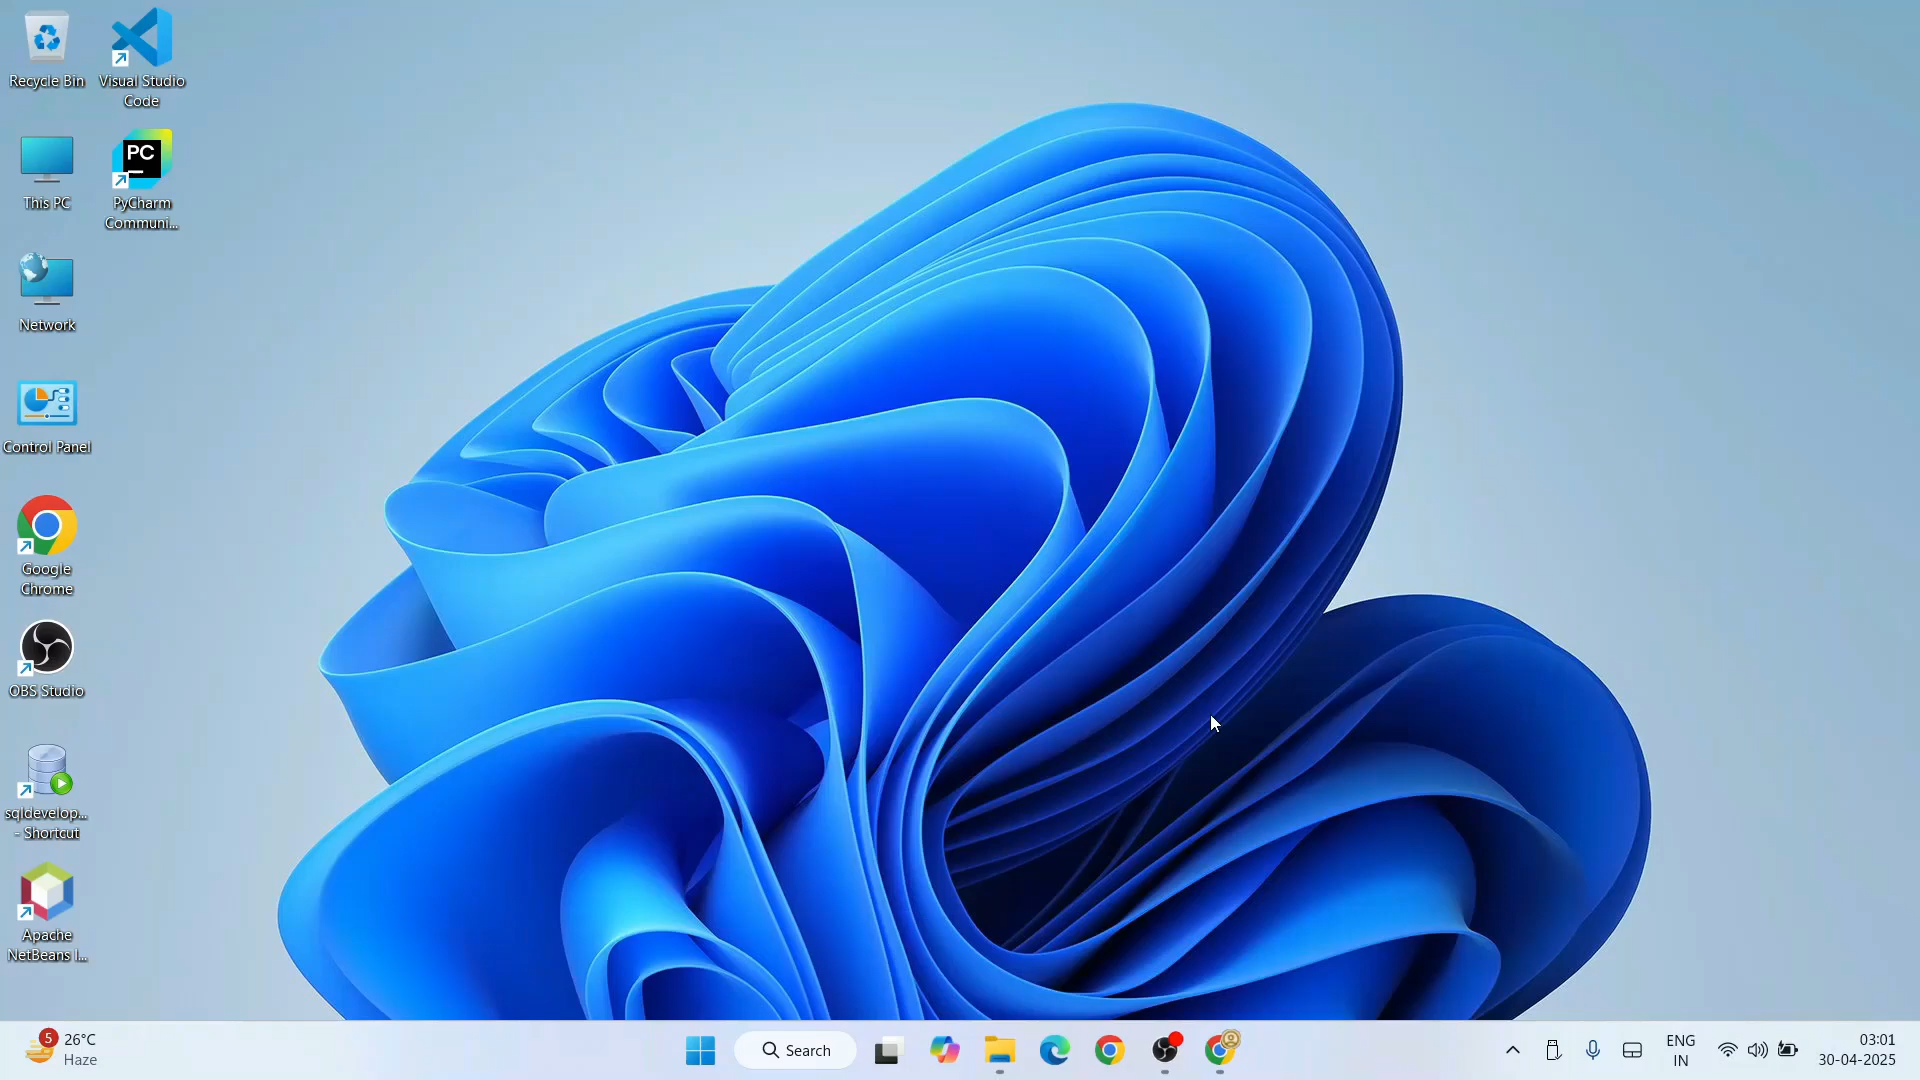 Recycle Bin
Visual Studio
Code
This PC
PC
PyCharm
Communi...
Network
Control Panel
Google
Chrome
OBS Studio
sqldevelop...
- Shortcut
Apache
NetBeans I...
5
26°C
Haze
Search
ENG
IN
03:01
30-04-2025